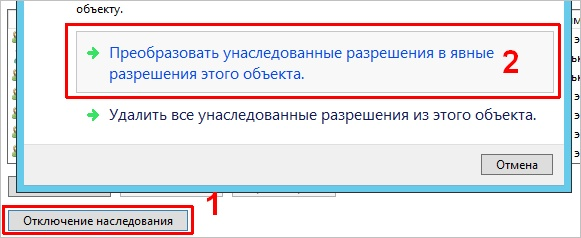 объекту.
Преобразовать унаследованные разрешения в явные
разрешения этого объекта.
2
Удалить все унаследованные разрешения из этого объекта.
Отмена
1
Отключение наследования